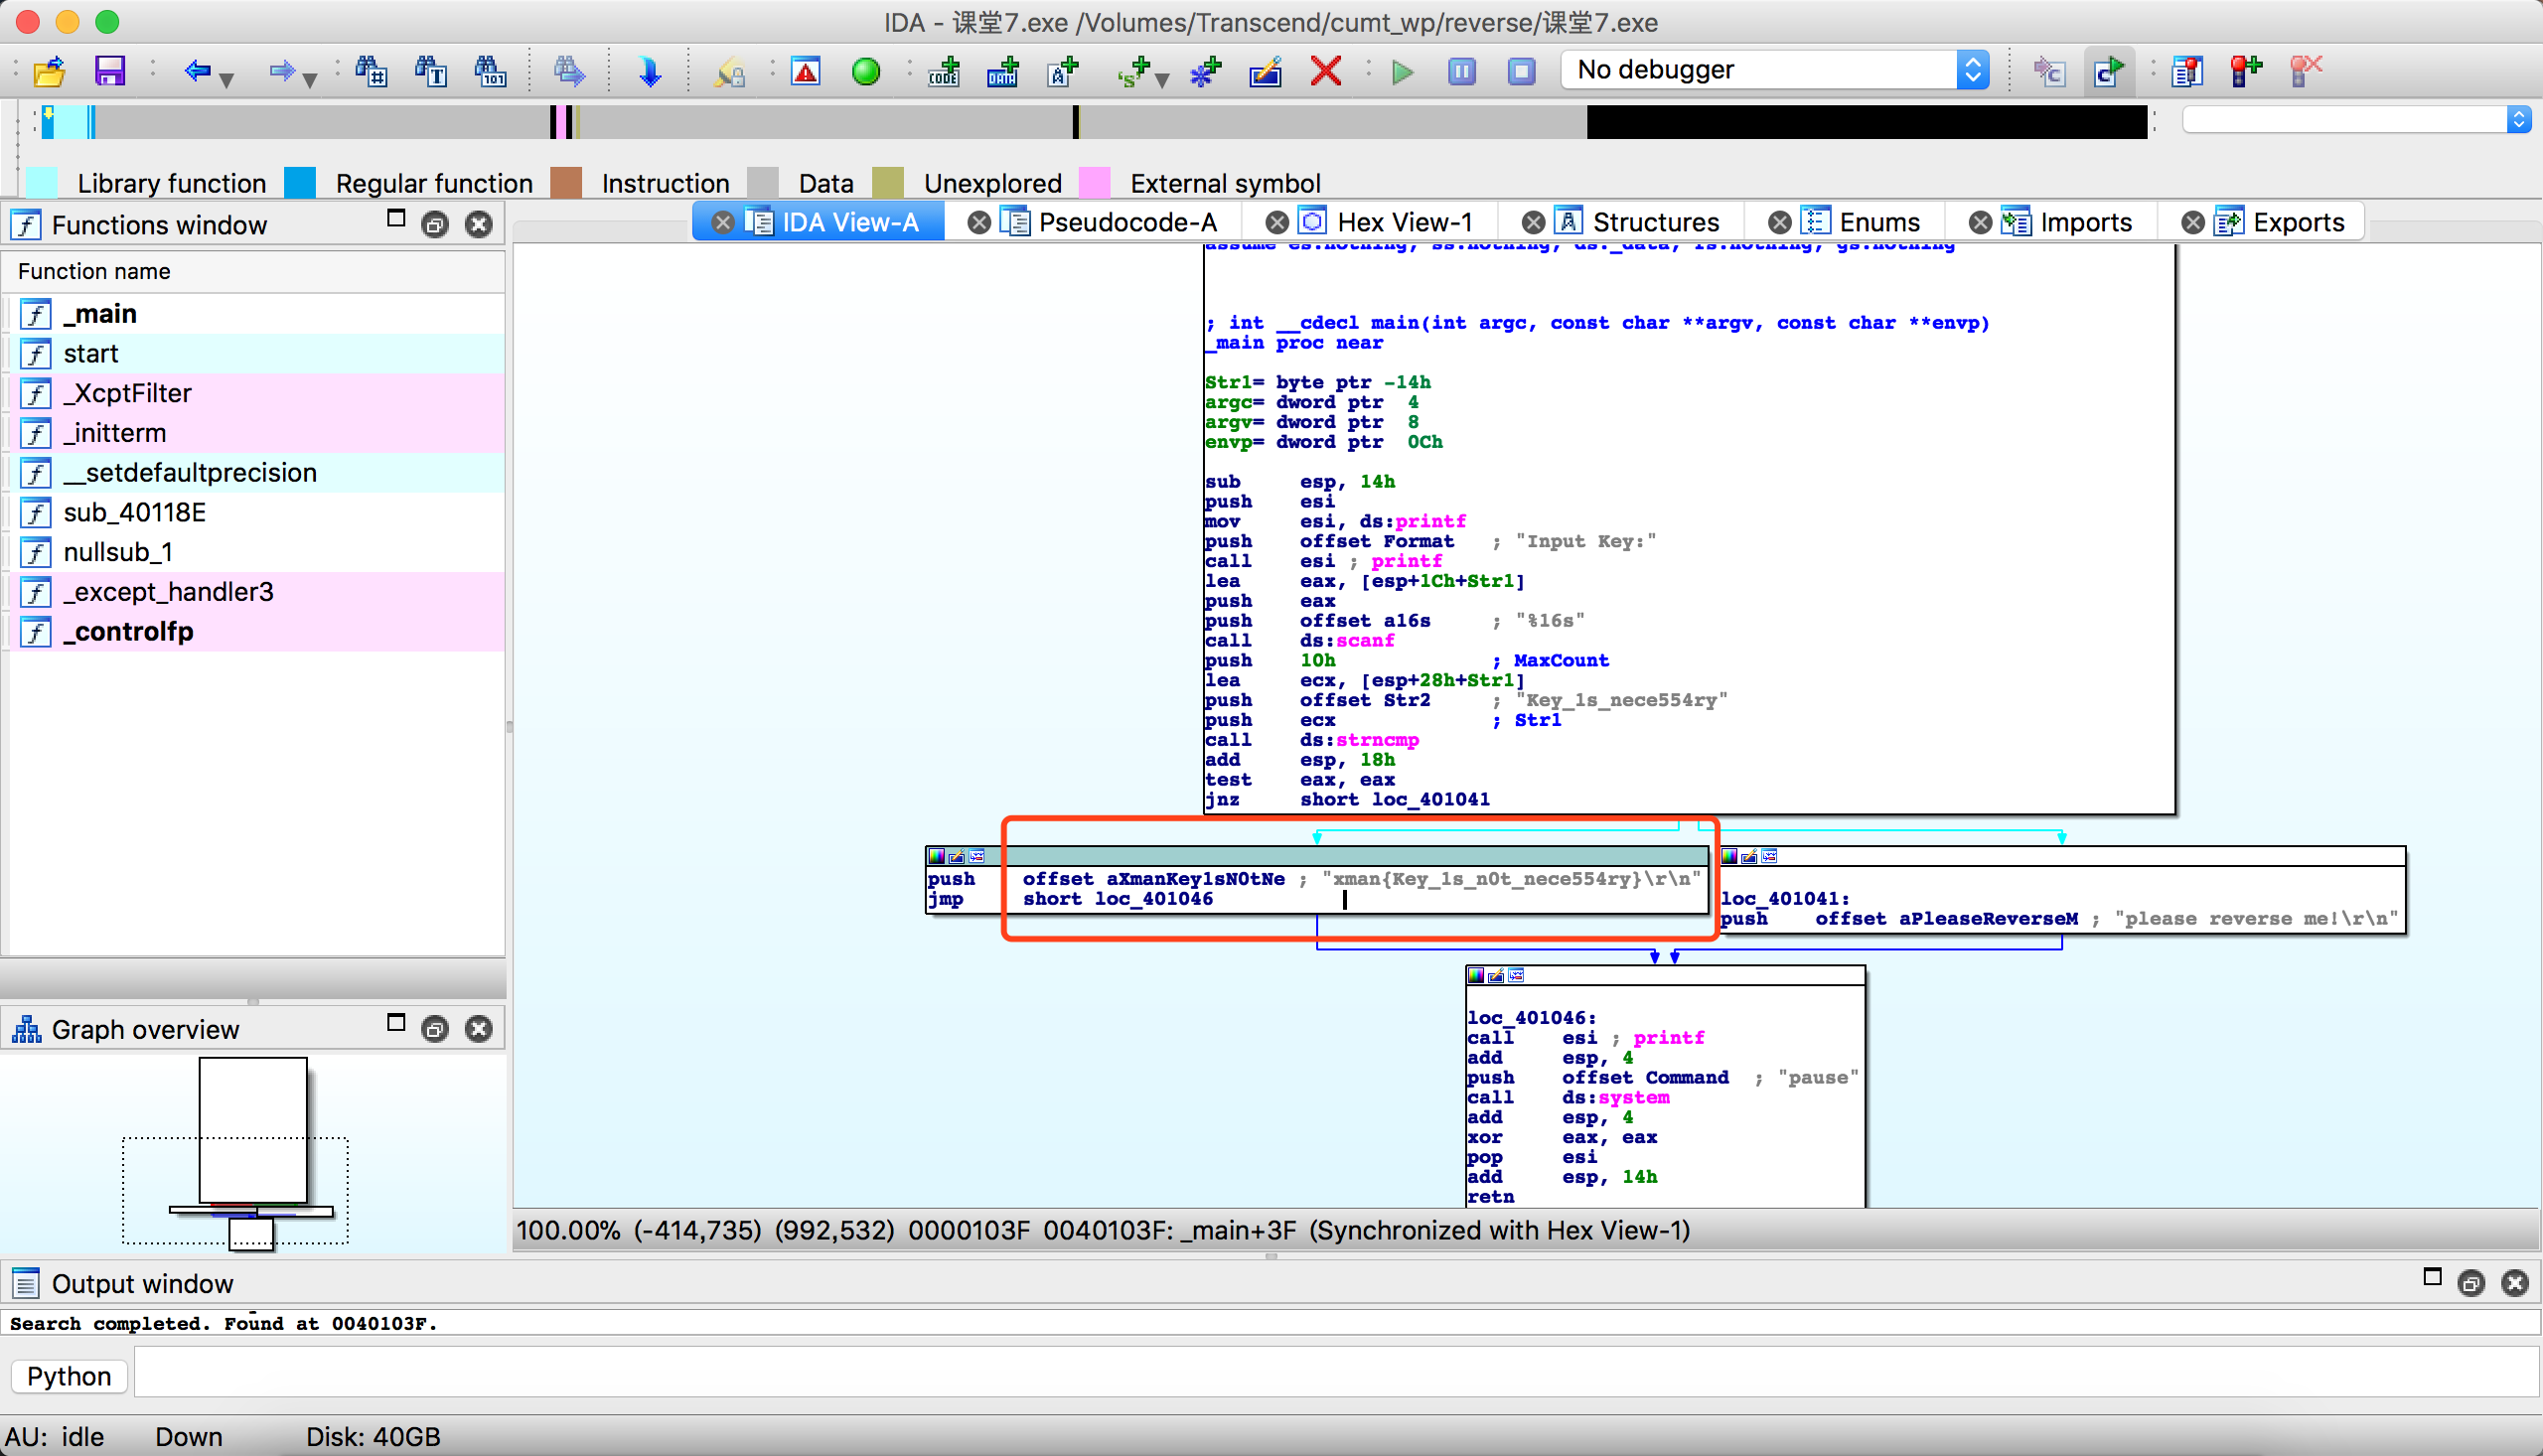 IDA - 课堂7.exe /Volumes/Transcend/cumt_wp/reverse/课堂7.exe
No debugger
Library function Regular function Instruction Data Unexplored External symbol
Functions window
IDA View-A Pseudocode-A Hex View-1 Structures Enums Imports Exports
Function name
_main
start
_XcptFilter
_initterm
__setdefaultprecision
sub_40118E
nullsub_1
_except_handler3
_controlfp
assume es:nothing, ss:nothing, ds:_data, fs:nothing, gs:nothing
; int __cdecl main(int argc, const char **argv, const char **envp)
_main proc near
Str1= byte ptr -14h
argc= dword ptr 4
argv= dword ptr 8
envp= dword ptr 0Ch
sub esp, 14h
push esi
mov esi, ds:printf
push offset Format ; "Input Key:"
call esi ; printf
lea eax, [esp+1Ch+Str1]
push eax
push offset a16s ; "%16s"
call ds:scanf
push 10h ; MaxCount
lea ecx, [esp+28h+Str1]
push offset Str2 ; "Key_1s_nece554ry"
push ecx ; Str1
call ds:strncmp
add esp, 18h
test eax, eax
jnz short loc_401041
push offset aXmanKey1sN0tNe ; "xman{Key_1s_n0t_nece554ry}\r\n"
jmp short loc_401046
loc_401041:
push offset aPleaseReverseM ; "please reverse me!\r\n"
loc_401046:
call esi ; printf
add esp, 4
push offset Command ; "pause"
call ds:system
add esp, 4
xor eax, eax
pop esi
add esp, 14h
retn
Graph overview
100.00% (-414,735) (992,532) 0000103F 0040103F: _main+3F (Synchronized with Hex View-1)
Output window
Search completed. Found at 0040103F.
Python
AU: idle Down Disk: 40GB